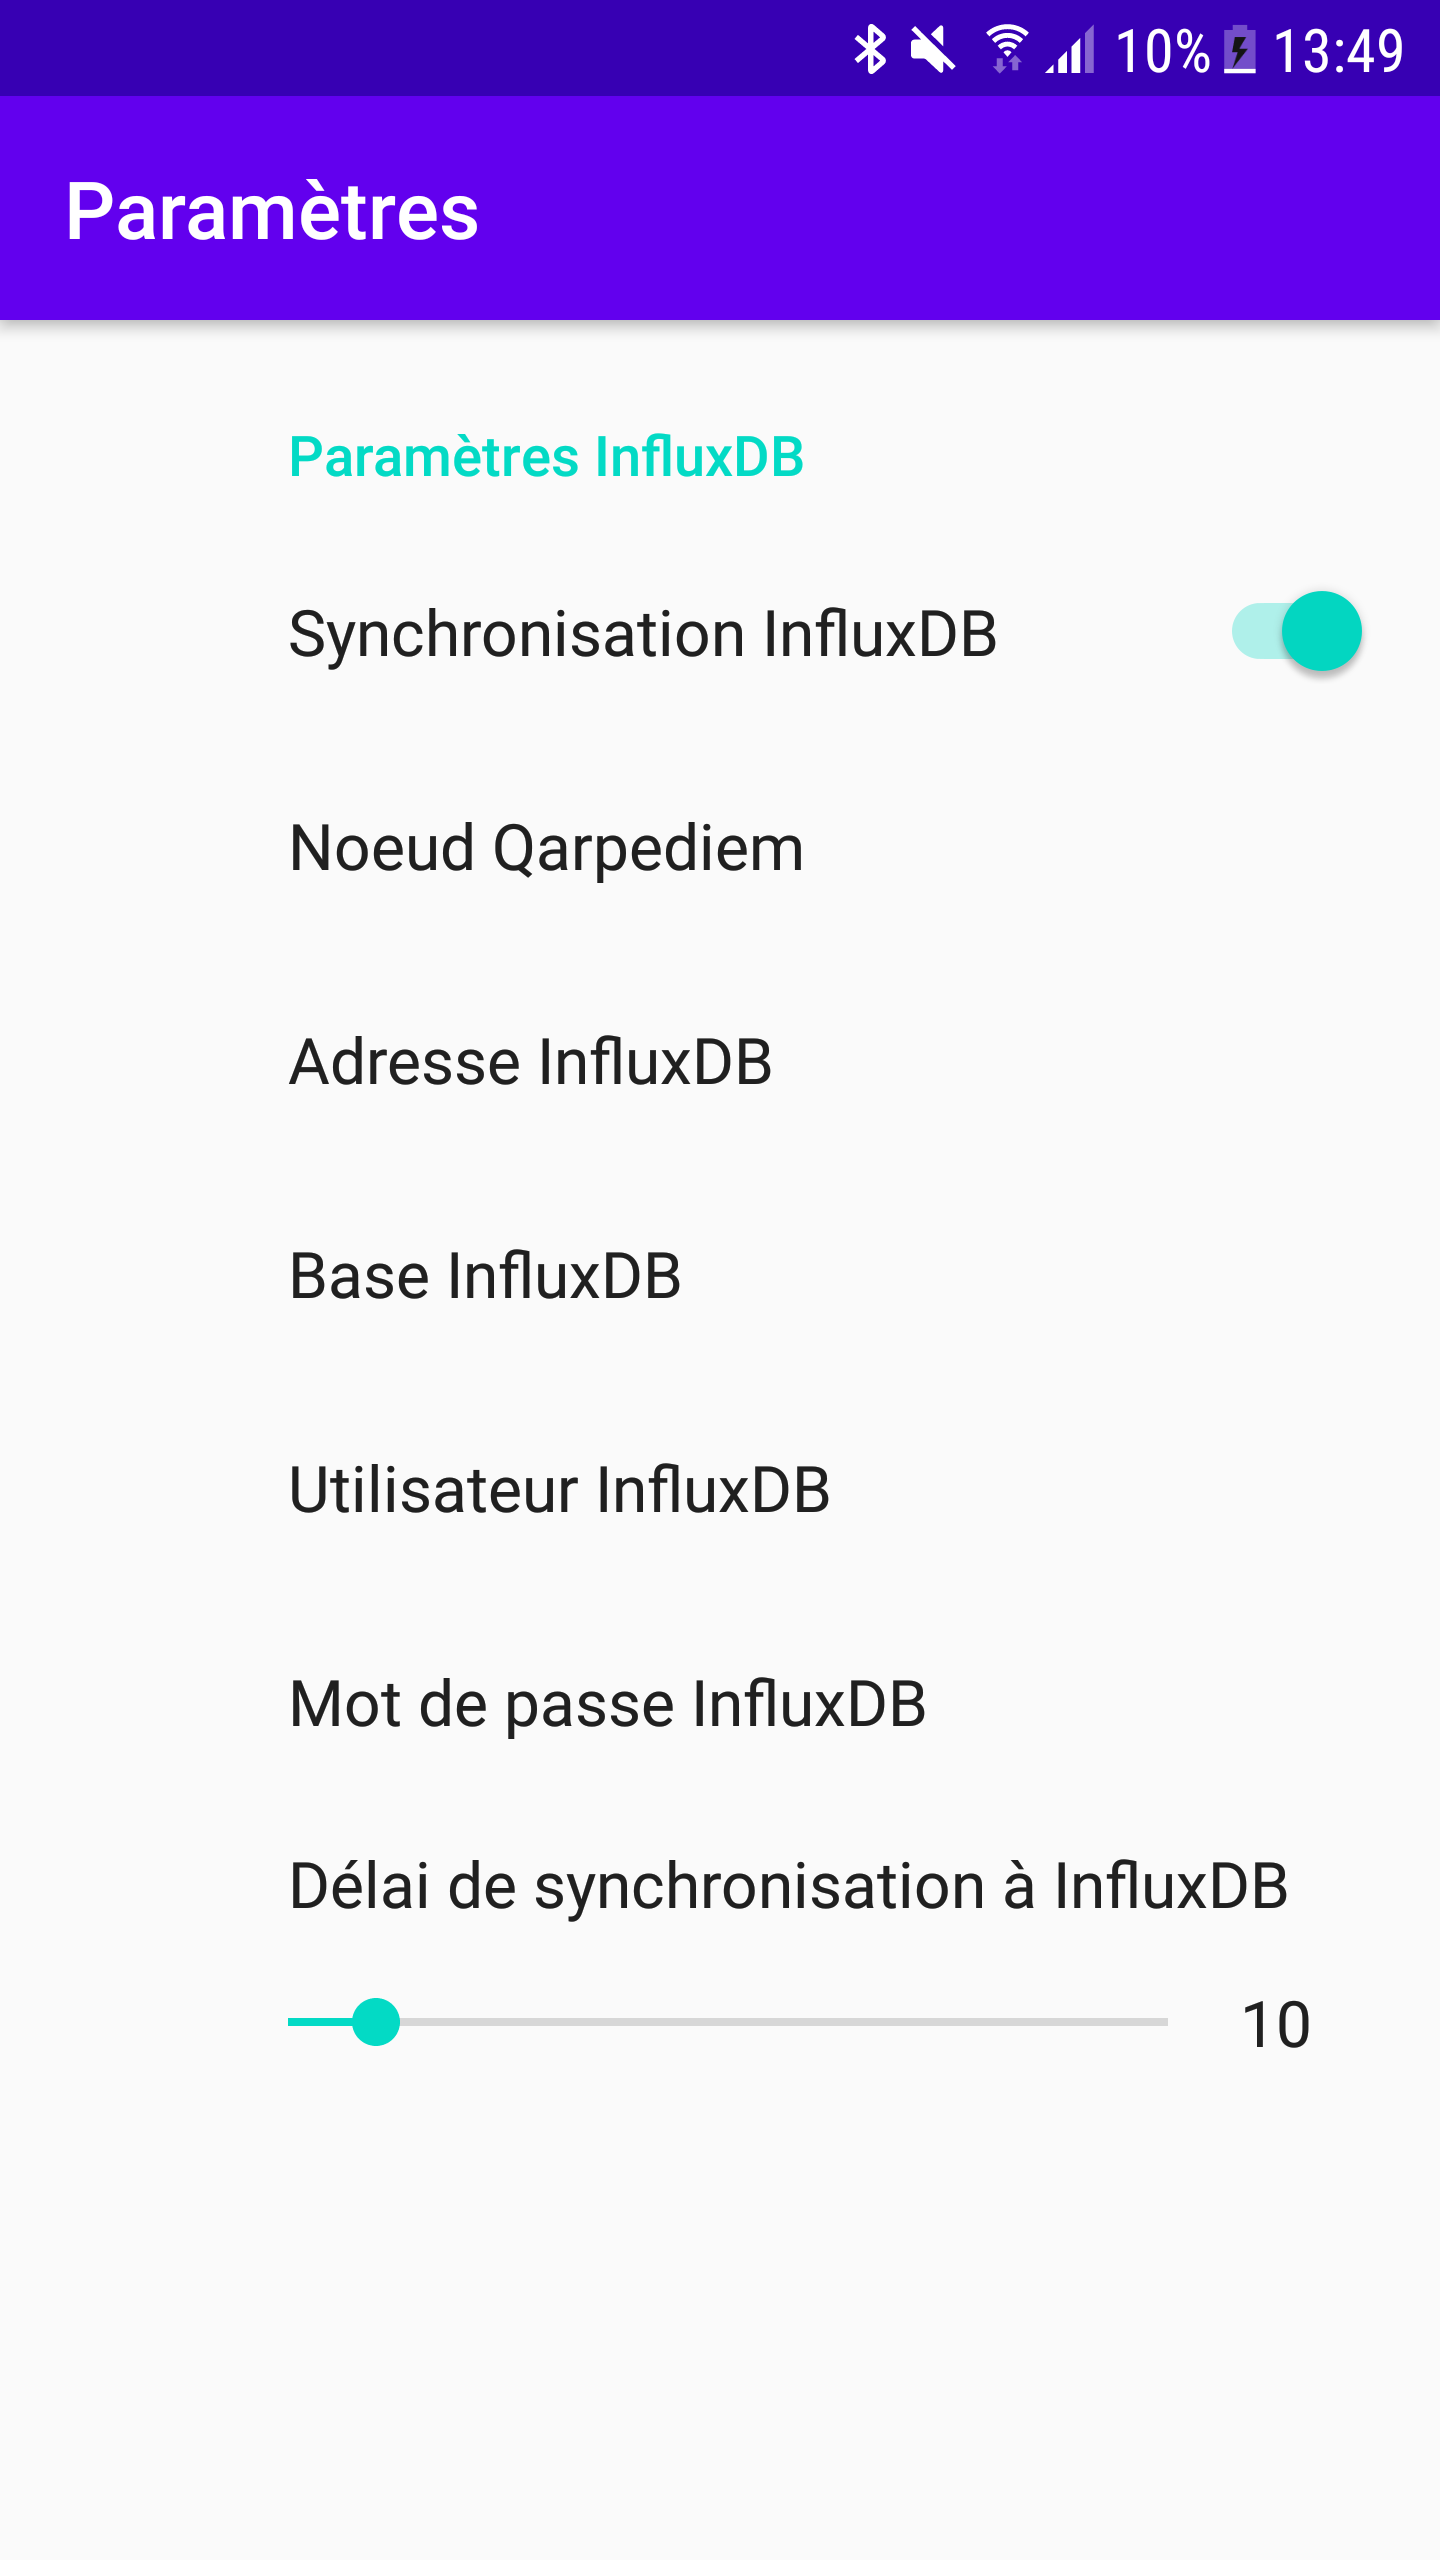 10% 13:49
Paramètres
Paramètres InfluxDB
Synchronisation InfluxDB
Noeud Qarpediem
Adresse InfluxDB
Base InfluxDB
Utilisateur InfluxDB
Mot de passe InfluxDB
Délai de synchronisation à InfluxDB
10